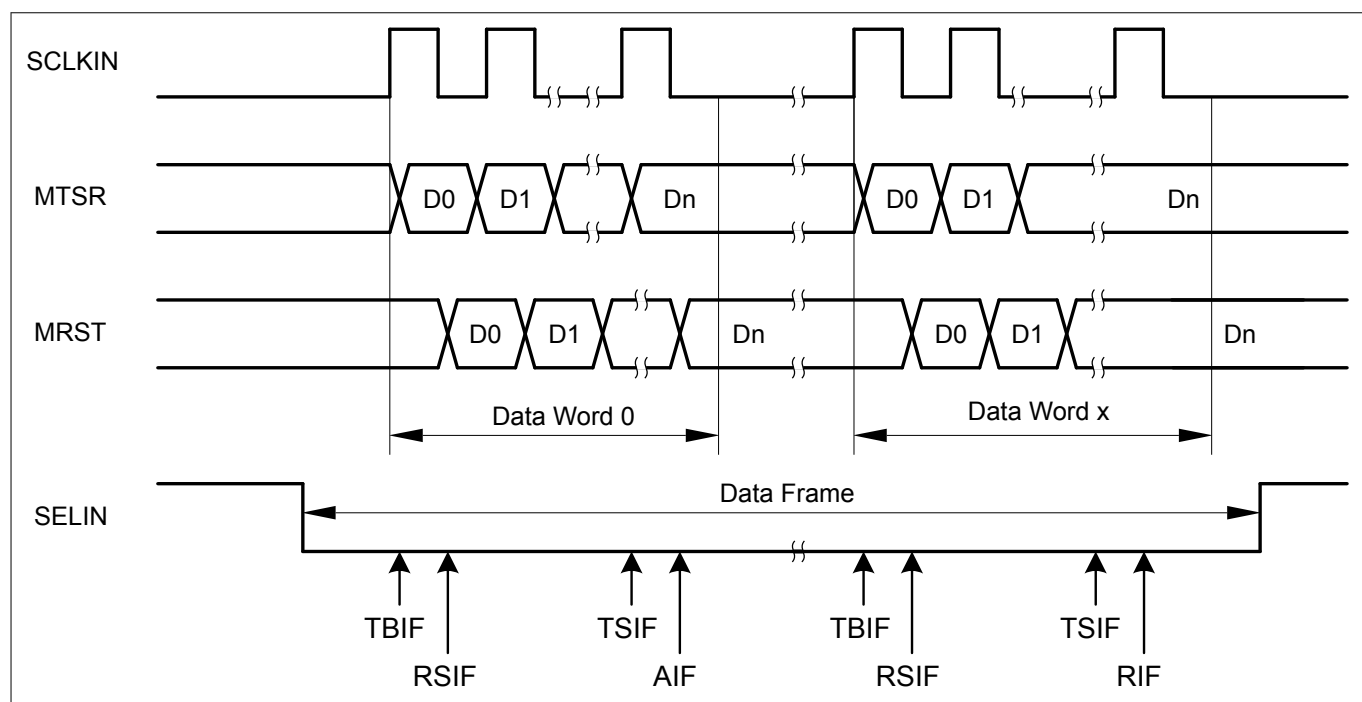 SCLKIN
MTSR
D0 D1 Dn D0 D1 Dn
MRST
D0 D1 Dn D0 D1 Dn
Data Word 0 Data Word x
SELIN
Data Frame
TBIF TSIF TBIF TSIF
RSIF AIF RSIF RIF